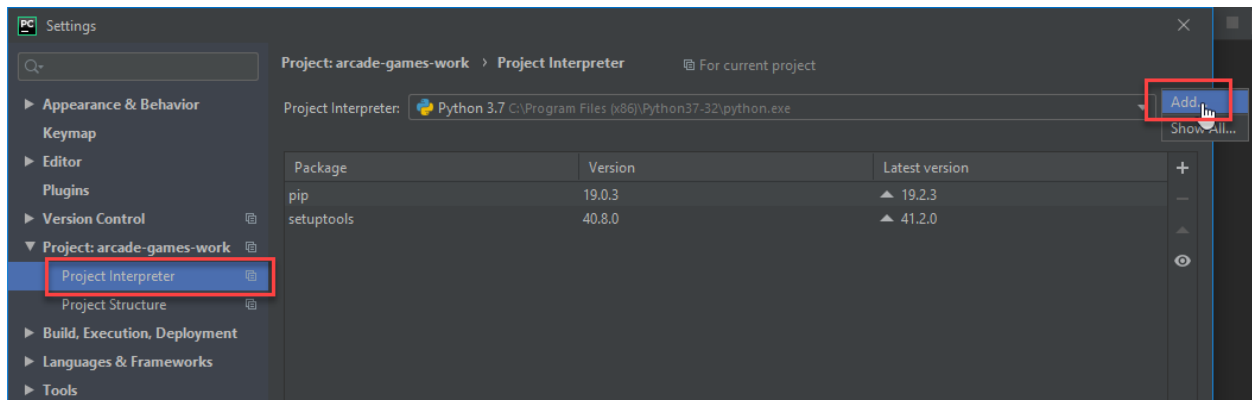 PC Settings
Project: arcade-games-work › Project Interpreter For current project
Appearance & Behavior
Keymap
Editor
Plugins
Version Control
Project: arcade-games-work
Project Interpreter
Project Structure
Build, Execution, Deployment
Languages & Frameworks
Tools
Project Interpreter: Python 3.7 C:\Program Files (x86)\Python37-32\python.exe
Add...
Show All...
Package Version Latest version
pip 19.0.3 19.2.3
setuptools 40.8.0 41.2.0